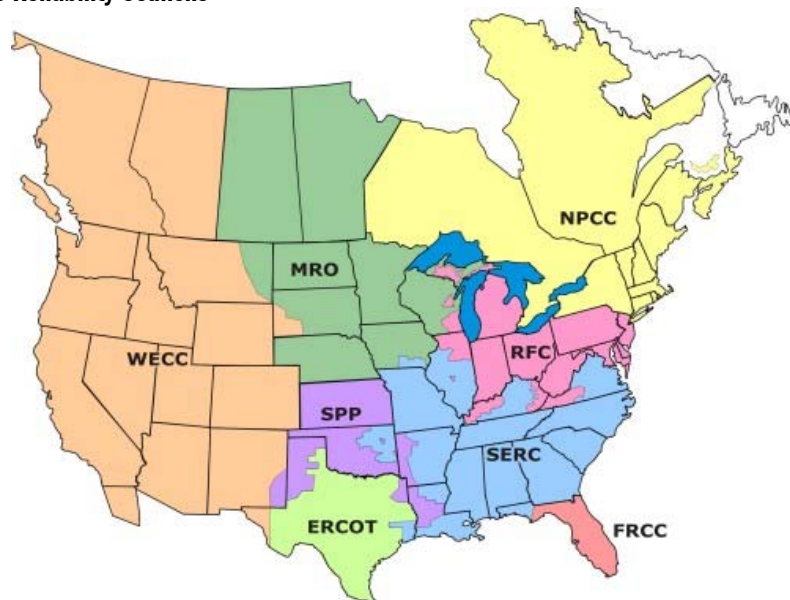 Reliability Councils
NPCC
MRO
WECC
RFC
SPP
SERC
ERCOT
FRCC